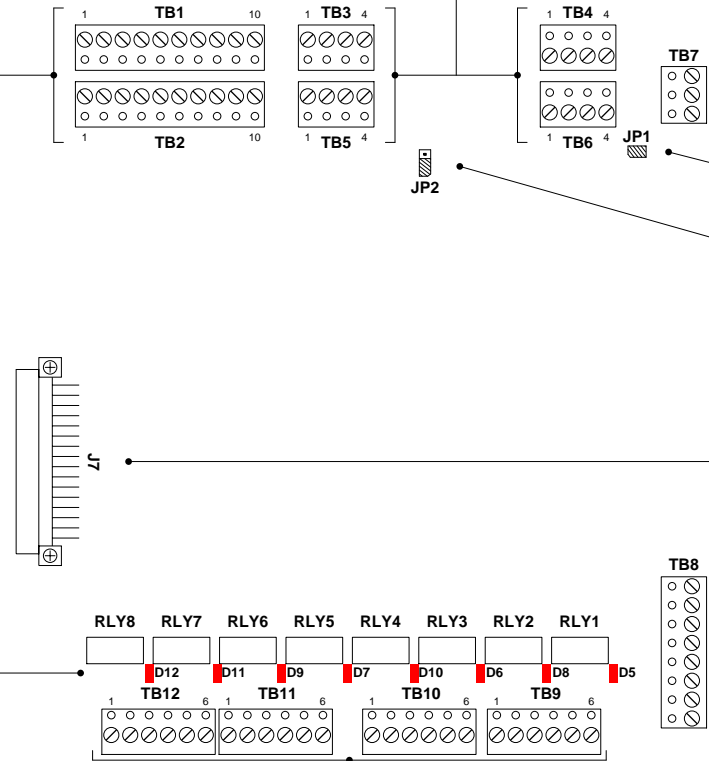 1 TB1 10 1 TB3 4 1 TB4 4
TB7
1 TB2 10 1 TB5 4 1 TB6 4 JP1
JP2
J7
TB8
RLY8 RLY7 RLY6 RLY5 RLY4 RLY3 RLY2 RLY1
D12 D11 D9 D7 D10 D6 D8 D5
1 TB12 6 TB11 6 1 TB10 6 1 TB9 6
1